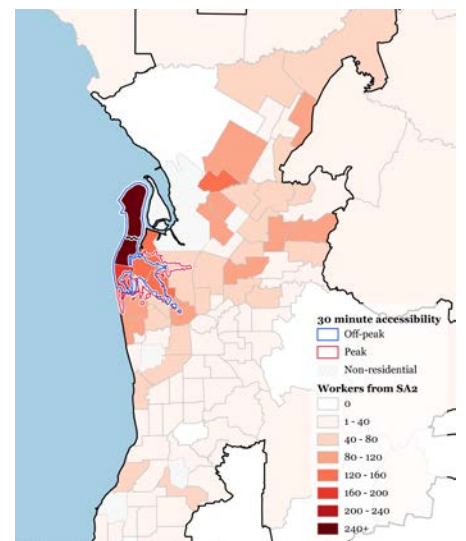 30 minute accessibility
Off-peak
Peak
Non-residential
Workers from SA2
0
1 - 40
40 - 80
80 - 120
120 - 160
160 - 200
200 - 240
240+